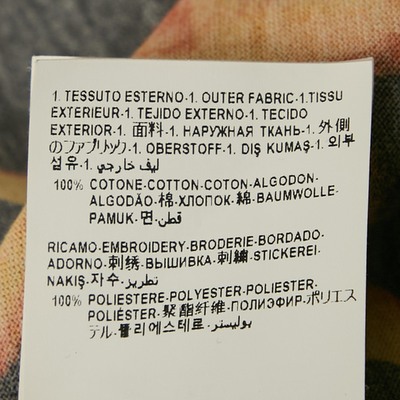 1. TESSUTO ESTERNO-1. OUTER FABRIC-1.TISSU
EXTERIEUR-1. TEJIDO EXTERNO-1. TECIDO
EXTERIOR-1. 面料-1. НАРУЖНАЯ ТКАНЬ-1. 外側
のファブリック-1. OBERSTOFF-1. DIŞ KUMAŞ-1. 외부
섬유-1. ليف خارجي
100% COTONE-COTTON-COTON-ALGODON-
ALGODÃO-棉-ХЛОПОК-綿-BAUMWOLLE-
PAMUK-면-قطن
RICAMO-EMBROIDERY-BRODERIE-BORDADO-
ADORNO-刺绣-ВЫШИВКА-刺繍-STICKEREI-
NAKIŞ-자수-تطريز
100% POLIESTERE-POLYESTER-POLIESTER-
POLIÉSTER-聚酯纤维-ПОЛИЭФИР-ポリエス
テル-폴리에스테르-بوليستر